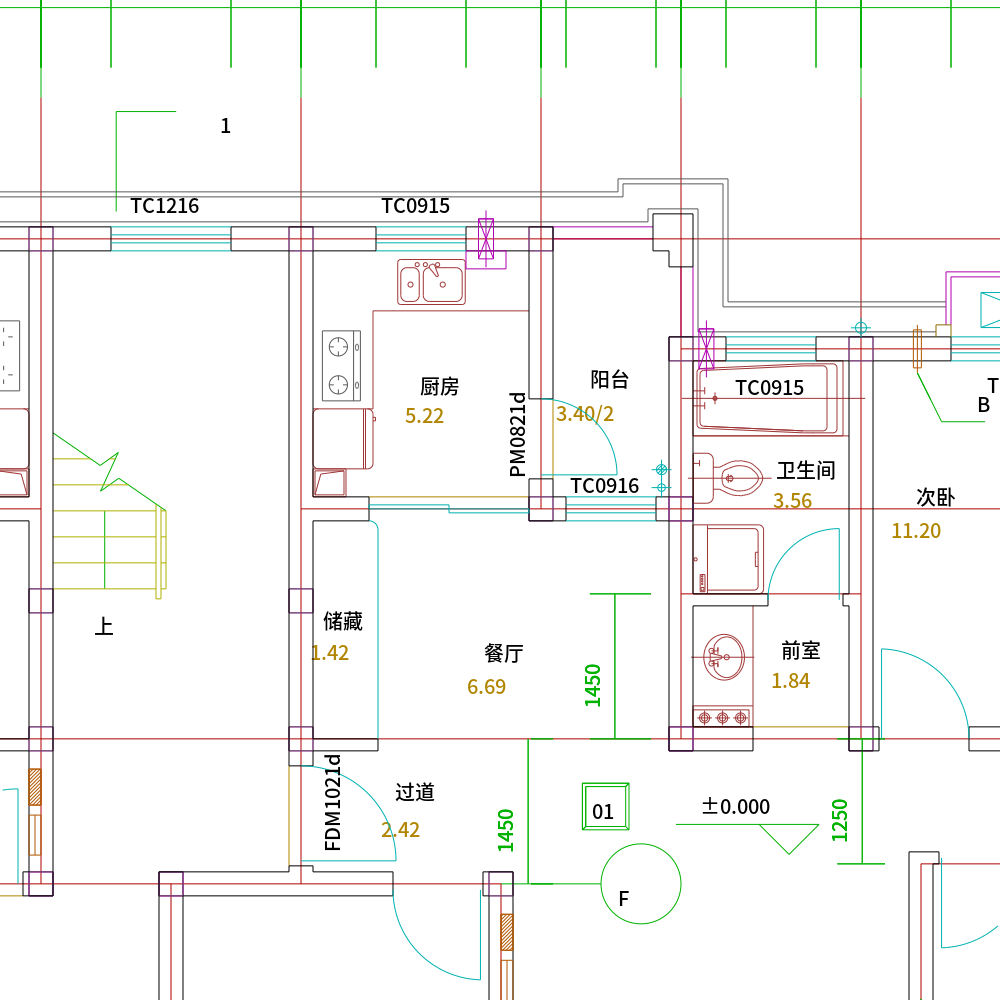 1
TC1216
TC0915
厨房
5.22
PM0821d
阳台
3.40/2
TC0916
TC0915
T
B
卫生间
3.56
次卧
11.20
上
储藏
1.42
餐厅
6.69
1450
前室
1.84
FDM1021d
过道
2.42
1450
01
±0.000
1250
F